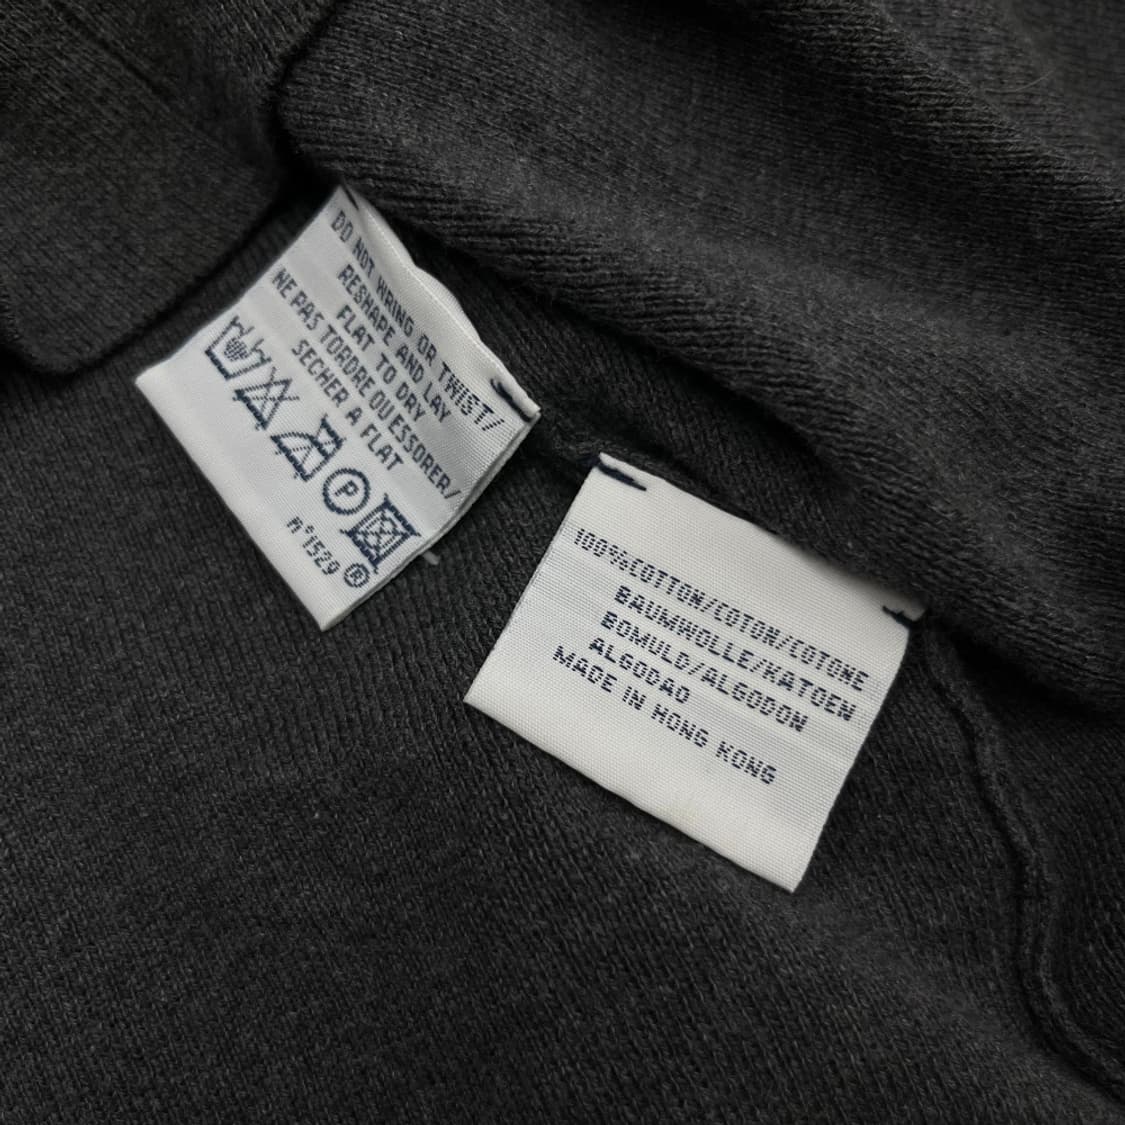 DO NOT WRING OR TWIST/
RESHAPE AND LAY
FLAT TO DRY
NE PAS TORDRE OU ESSORER/
SECHER A FLAT
P
A°1529 ®
100%COTTON/COTON/COTONE
BAUMWOLLE/KATOEN
BOMULD/ALGODON
ALGODAO
MADE IN HONG KONG